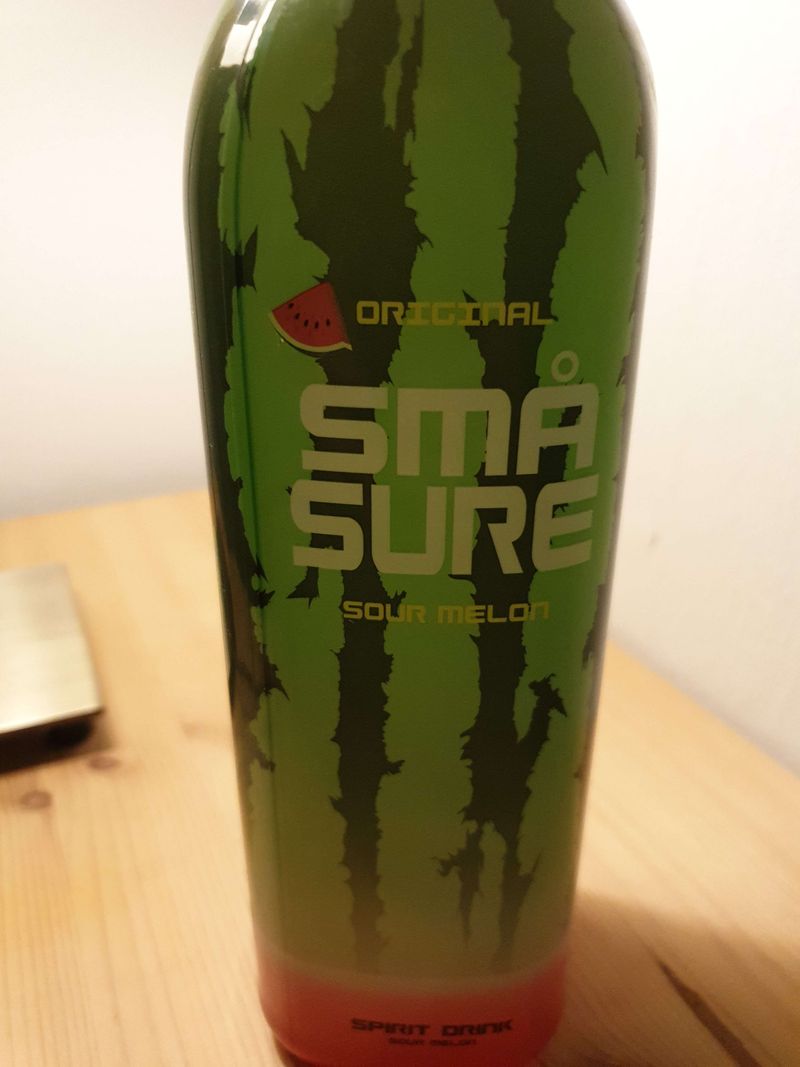 ORIGINAL
SMÅ
SURE
SOUR MELON
SPIRIT DRINK
SOUR MELON